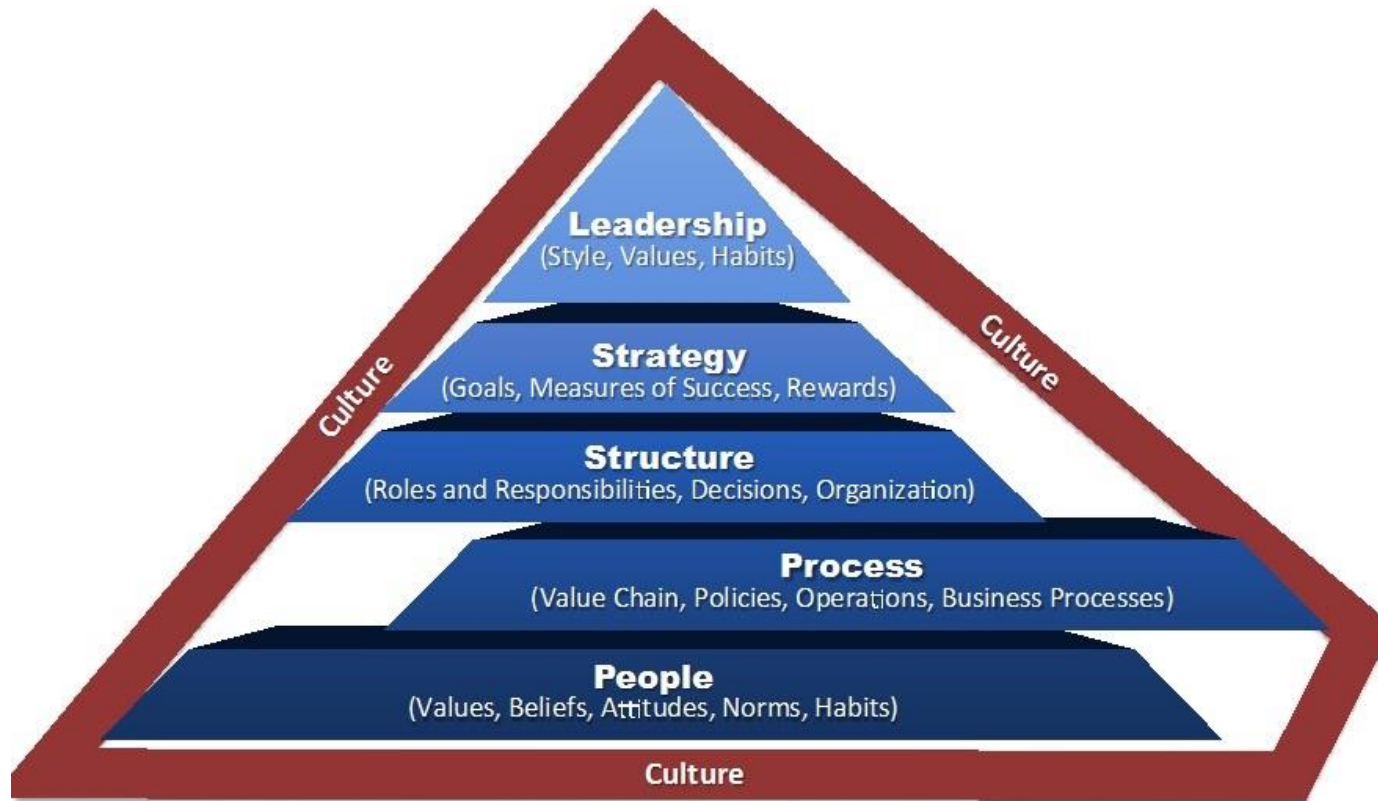 Leadership
(Style, Values, Habits)
Culture
Strategy
(Goals, Measures of Success, Rewards)
Culture
Structure
(Roles and Responsibilities, Decisions, Organization)
Process
(Value Chain, Policies, Operations, Business Processes)
People
(Values, Beliefs, Attitudes, Norms, Habits)
Culture